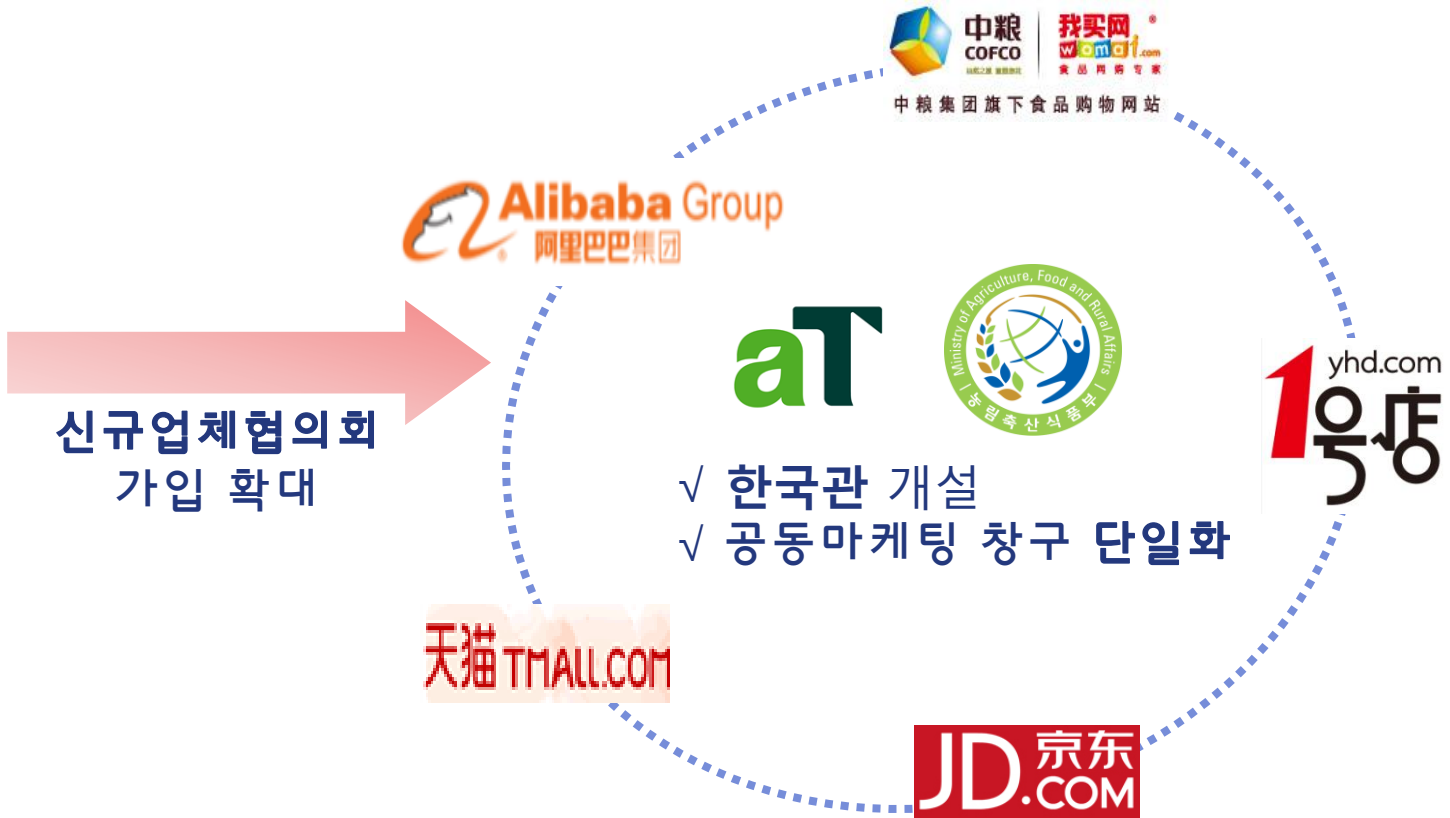 中粮
COFCO
我买网
womai.com
食品网购专家
中粮集团旗下食品购物网站
Alibaba Group
阿里巴巴集团
aT
Ministry of Agriculture, Food and Rural Affairs
농림축산식품부
yhd.com
1号店
신규업체협의회
가입 확대
√ 한국관 개설
√ 공동마케팅 창구 단일화
天猫 TMALL.COM
JD 京东
.COM